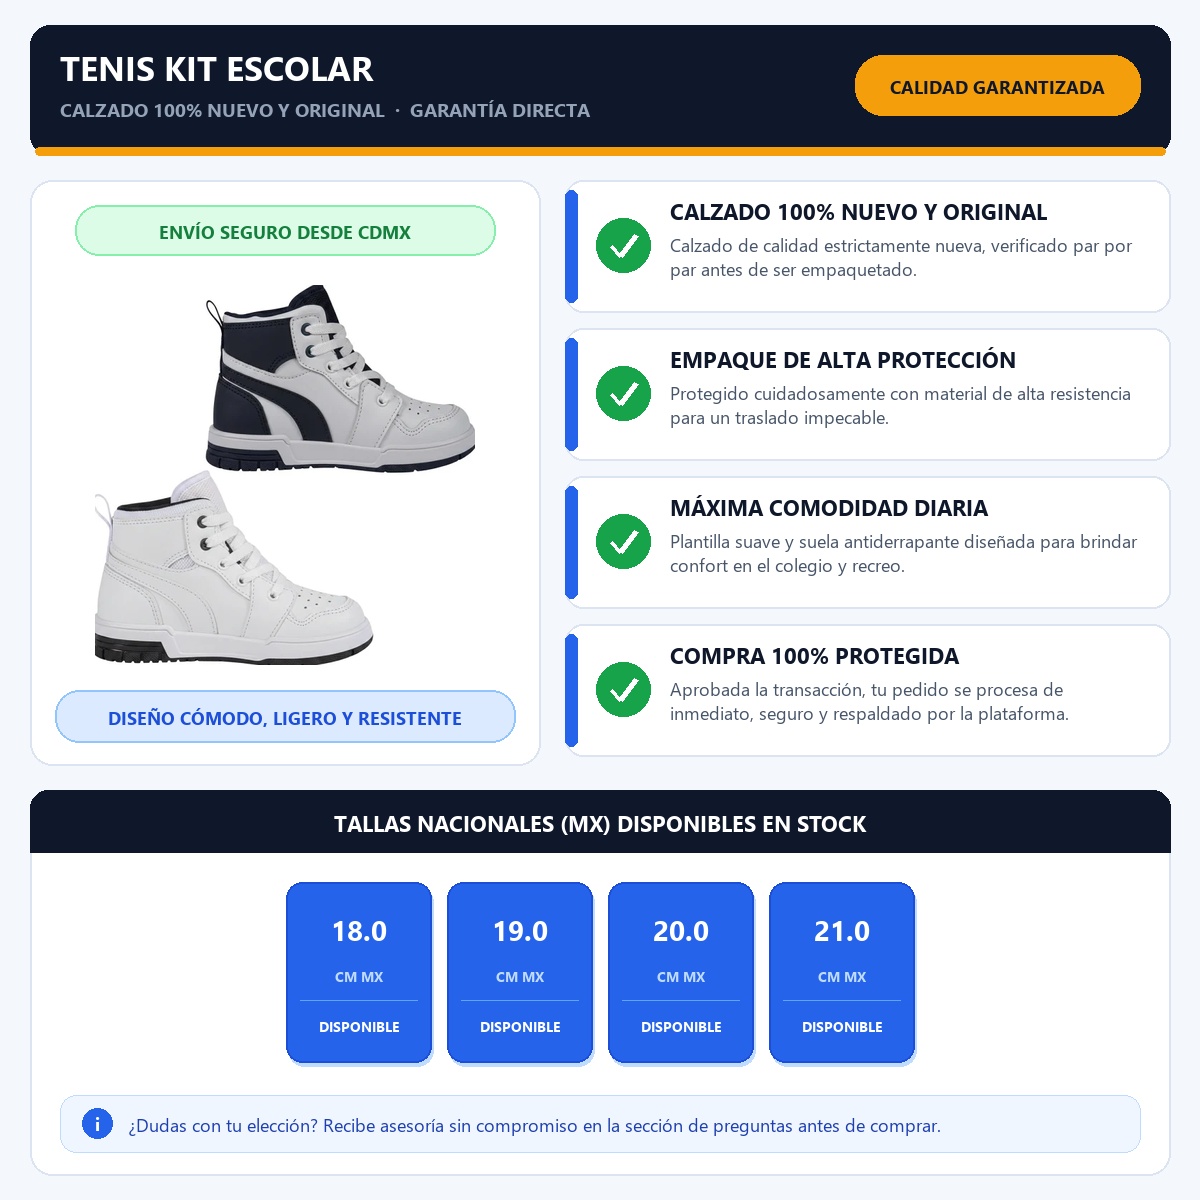 TENIS KIT ESCOLAR
CALZADO 100% NUEVO Y ORIGINAL · GARANTÍA DIRECTA
CALIDAD GARANTIZADA
ENVÍO SEGURO DESDE CDMX
DISEÑO CÓMODO, LIGERO Y RESISTENTE
CALZADO 100% NUEVO Y ORIGINAL
Calzado de calidad estrictamente nueva, verificado par por
par antes de ser empaquetado.
EMPAQUE DE ALTA PROTECCIÓN
Protegido cuidadosamente con material de alta resistencia
para un traslado impecable.
MÁXIMA COMODIDAD DIARIA
Plantilla suave y suela antiderrapante diseñada para brindar
confort en el colegio y recreo.
COMPRA 100% PROTEGIDA
Aprobada la transacción, tu pedido se procesa de
inmediato, seguro y respaldado por la plataforma.
TALLAS NACIONALES (MX) DISPONIBLES EN STOCK
18.0
CM MX
DISPONIBLE
19.0
CM MX
DISPONIBLE
20.0
CM MX
DISPONIBLE
21.0
CM MX
DISPONIBLE
¿Dudas con tu elección? Recibe asesoría sin compromiso en la sección de preguntas antes de comprar.